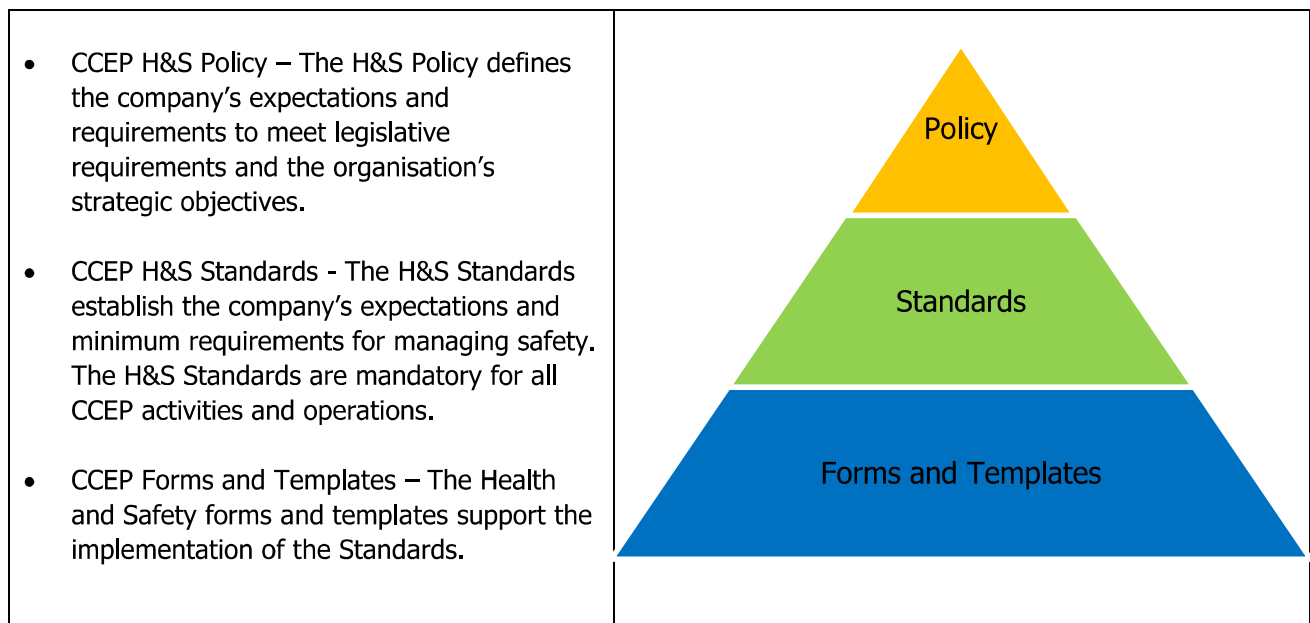 • CCEP H&S Policy – The H&S Policy defines
the company’s expectations and
requirements to meet legislative
requirements and the organisation’s
strategic objectives.
• CCEP H&S Standards - The H&S Standards
establish the company’s expectations and
minimum requirements for managing safety.
The H&S Standards are mandatory for all
CCEP activities and operations.
• CCEP Forms and Templates – The Health
and Safety forms and templates support the
implementation of the Standards.
Policy
Standards
Forms and Templates